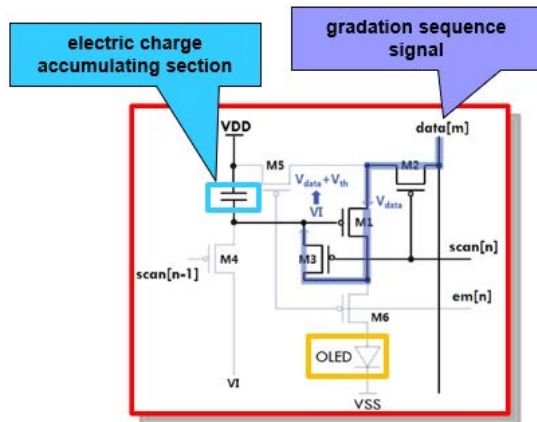 electric charge
accumulating section
gradation sequence
signal
VDD
data[m]
M5
M2
Vdata+Vth
Vdata
VI
M1
M3
M4
scan[n]
scan[n-1]
em[n]
M6
OLED
VI
VSS